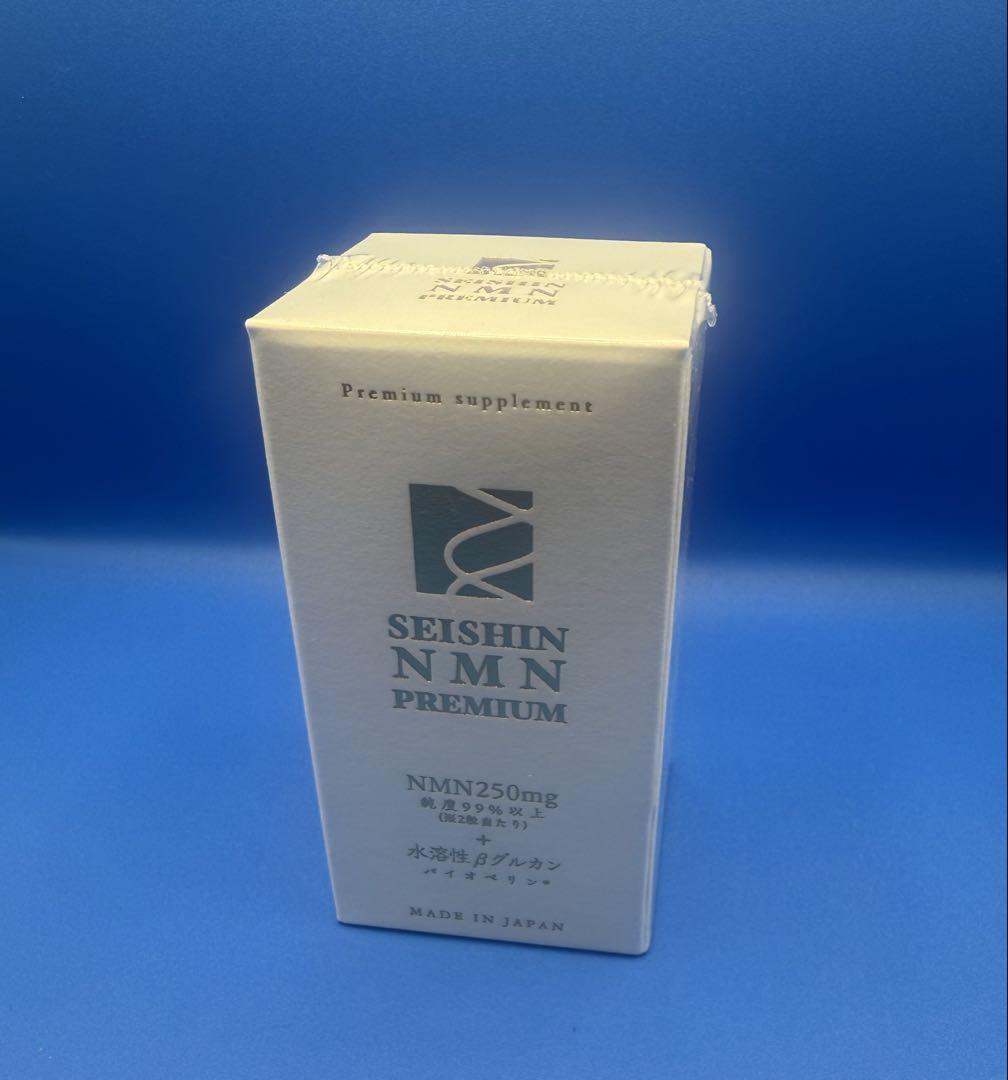 SEISHIN
NMN
PREMIUM
Premium supplement
SEISHIN
NMN
PREMIUM
NMN250mg
純度99%以上
(※2粒当たり)
+
水溶性βグルカン
バイオペリン®
MADE IN JAPAN